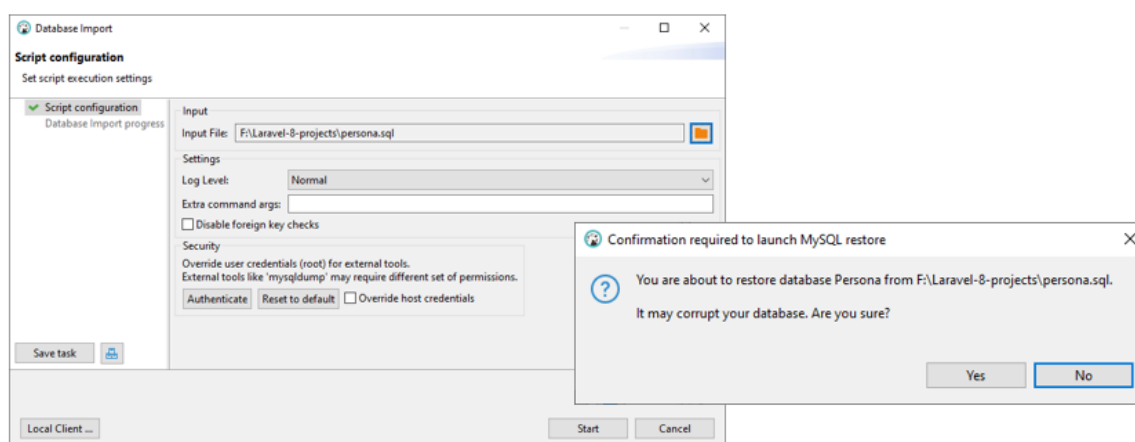 Database Import
Script configuration
Set script execution settings
Script configuration
Database Import progress
Input
Input File: F:\Laravel-8-projects\persona.sql
Settings
Log Level: Normal
Extra command args:
Disable foreign key checks
Security
Override user credentials (root) for external tools.
External tools like 'mysqldump' may require different set of permissions.
Authenticate Reset to default Override host credentials
Save task
Local Client ...
Start Cancel
Confirmation required to launch MySQL restore
You are about to restore database Persona from F:\Laravel-8-projects\persona.sql.
It may corrupt your database. Are you sure?
Yes No